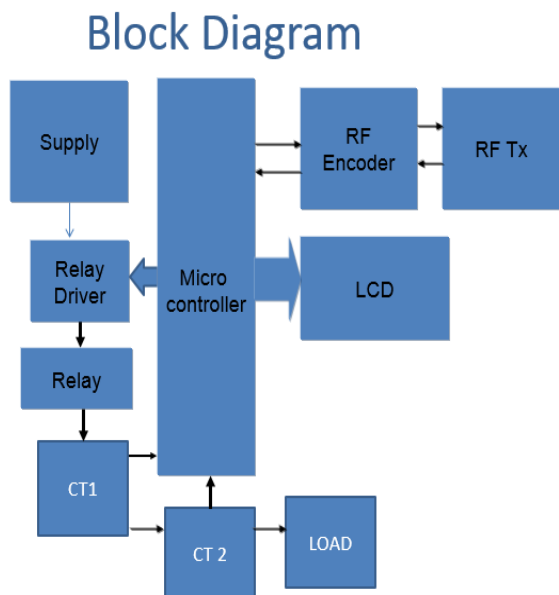 Block Diagram
Supply
RF
Encoder
RF Tx
Relay
Driver
Micro
controller
LCD
Relay
CT1
CT 2
LOAD